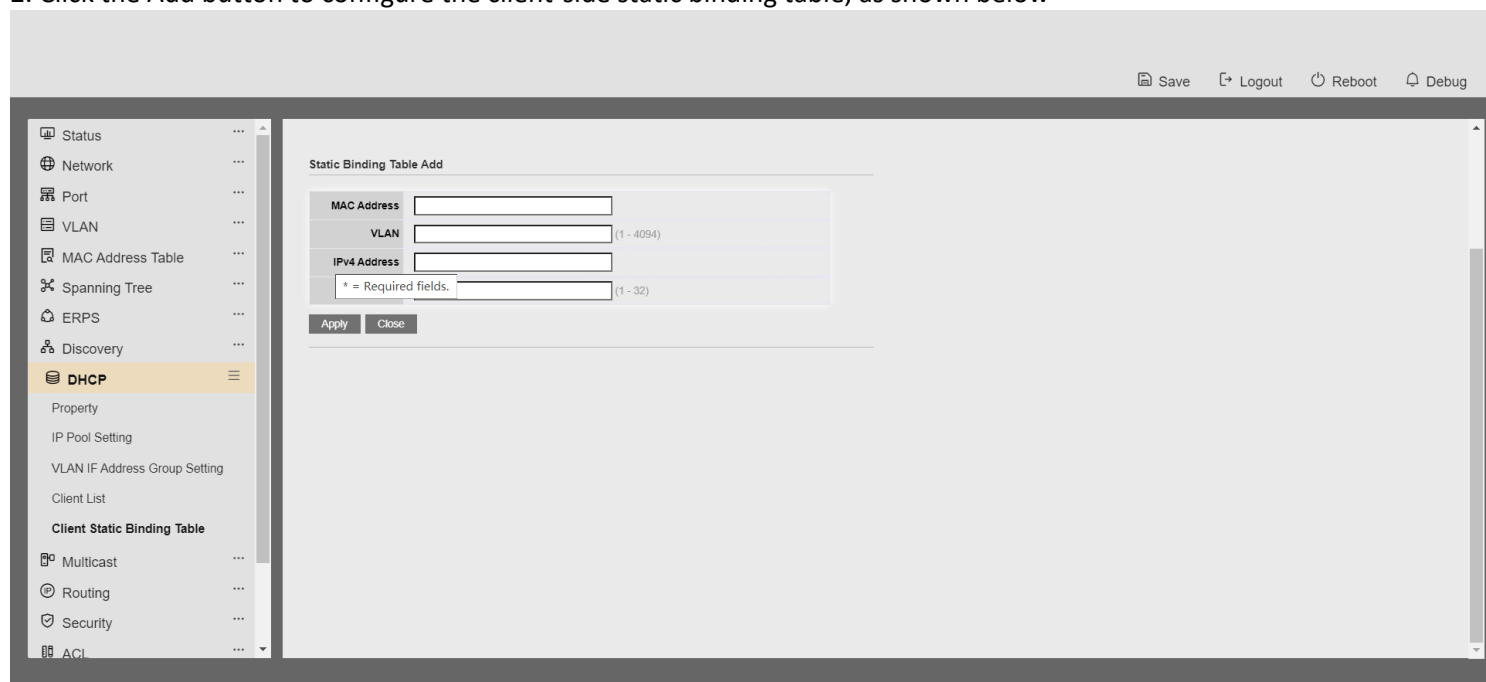 2. Click the Add button to configure the client-side static binding table, as shown below
Save Logout Reboot Debug
Status ...
Network ...
Port ...
VLAN ...
MAC Address Table ...
Spanning Tree ...
ERPS ...
Discovery ...
DHCP
Property
IP Pool Setting
VLAN IF Address Group Setting
Client List
Client Static Binding Table
Multicast ...
Routing ...
Security ...
ACL ...
Static Binding Table Add
MAC Address
VLAN (1 - 4094)
IPv4 Address
* = Required fields.
(1 - 32)
Apply Close